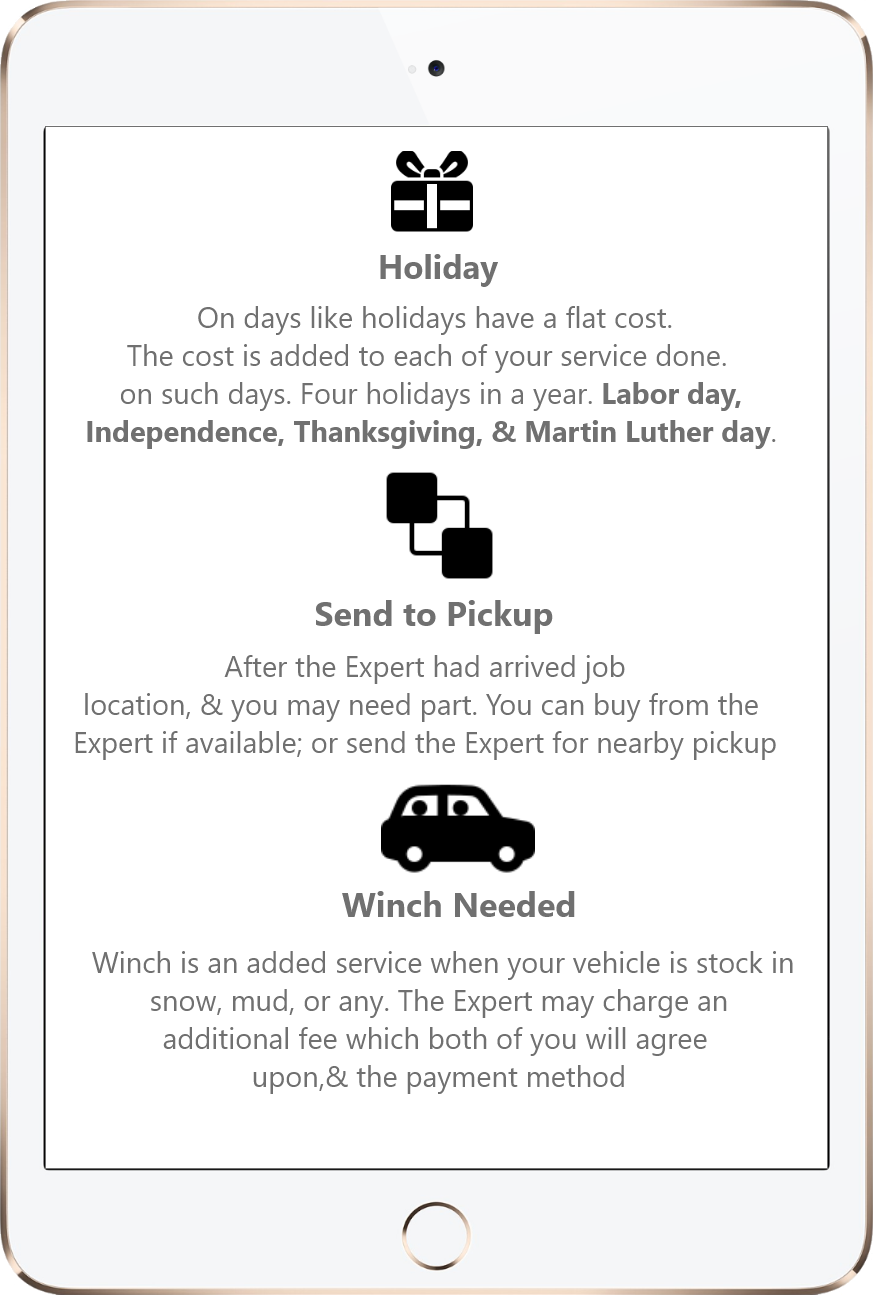 Holiday
On days like holidays have a flat cost.
The cost is added to each of your service done.
on such days. Four holidays in a year. Labor day,
Independence, Thanksgiving, & Martin Luther day.
Send to Pickup
After the Expert had arrived job
location, & you may need part. You can buy from the
Expert if available; or send the Expert for nearby pickup
Winch Needed
Winch is an added service when your vehicle is stock in
snow, mud, or any. The Expert may charge an
additional fee which both of you will agree
upon,& the payment method